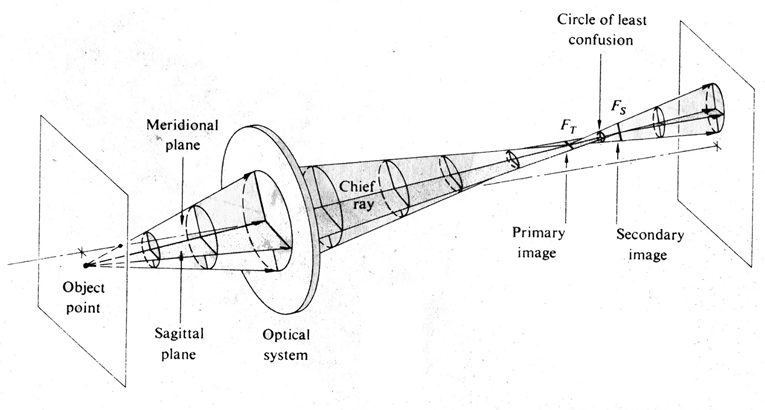 Circle of least
confusion
Meridional
plane
F_T
F_S
Chief
ray
Object
point
Primary
image
Secondary
image
Sagittal
plane
Optical
system